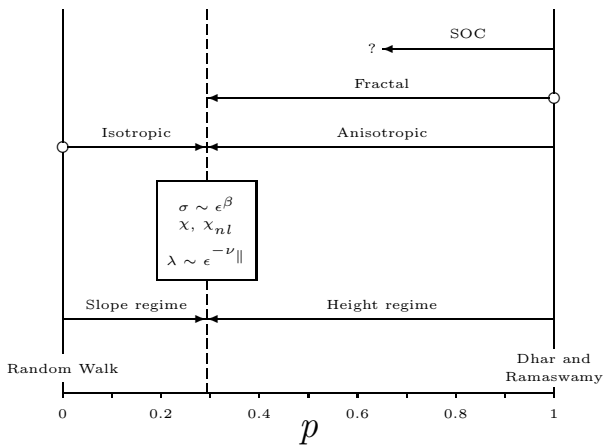 SOC
?
Fractal
Isotropic Anisotropic
σ ∼ ϵ^β
χ, χ_nl
λ ∼ ϵ^−ν∥
Slope regime Height regime
Random Walk
Dhar and
Ramaswamy
0 0.2 0.4 0.6 0.8 1
p